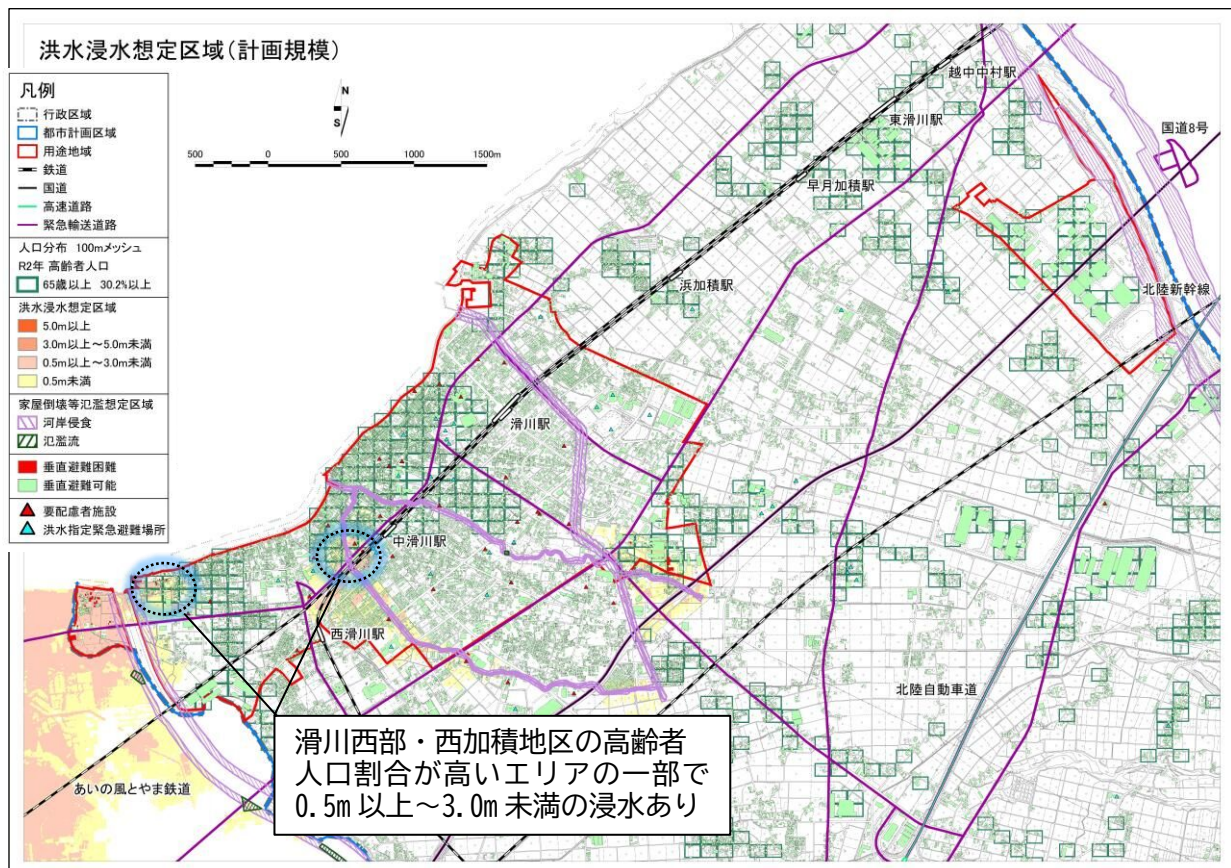 洪水浸水想定区域(計画規模)
凡例
行政区域
都市計画区域
用途地域
鉄道
国道
高速道路
緊急輸送道路
人口分布 100mメッシュ
R2年 高齢者人口
65歳以上 30.2%以上
洪水浸水想定区域
5.0m以上
3.0m以上～5.0m未満
0.5m以上～3.0m未満
0.5m未満
家屋倒壊等氾濫想定区域
河岸侵食
氾濫流
垂直避難困難
垂直避難可能
要配慮者施設
洪水指定緊急避難場所
N
S
500 0 500 1000 1500m
越中中村駅
東滑川駅
国道8号
早月加積駅
浜加積駅
北陸新幹線
滑川駅
中滑川駅
西滑川駅
北陸自動車道
あいの風とやま鉄道
滑川西部・西加積地区の高齢者
人口割合が高いエリアの一部で
0.5m以上～3.0m未満の浸水あり